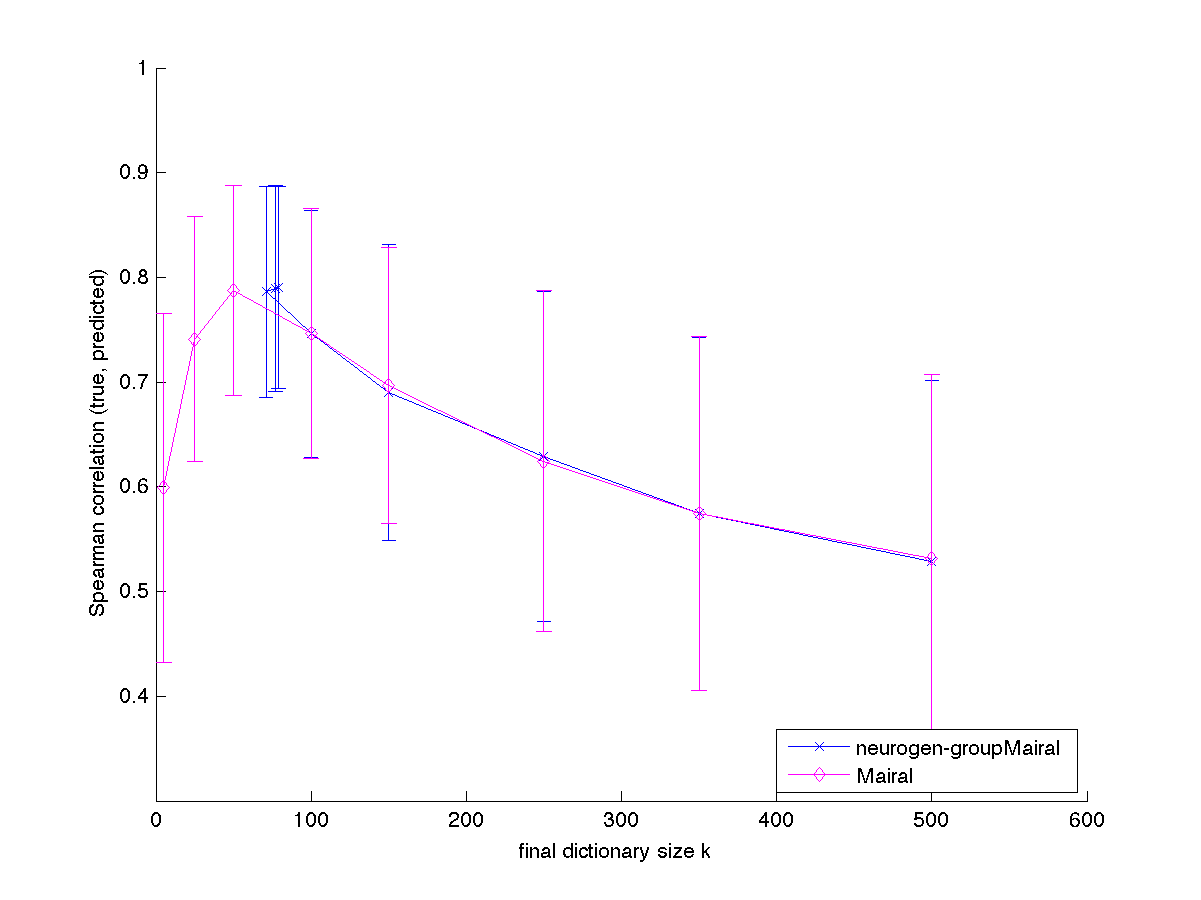 1
0.9
0.8
0.7
0.6
0.5
0.4
Spearman correlation (true, predicted)
0 100 200 300 400 500 600
final dictionary size k
neurogen-groupMairal
Mairal